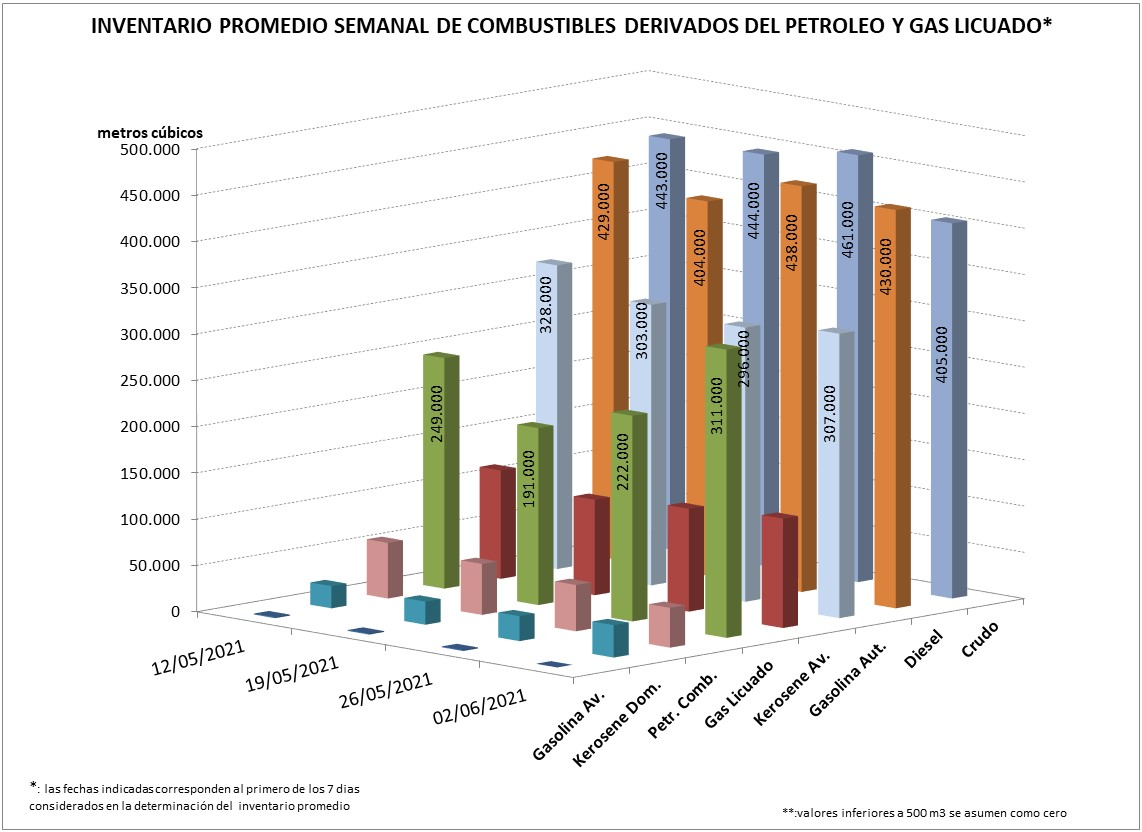 INVENTARIO PROMEDIO SEMANAL DE COMBUSTIBLES DERIVADOS DEL PETROLEO Y GAS LICUADO*
metros cúbicos
500.000
450.000
400.000
350.000
300.000
250.000
200.000
150.000
100.000
50.000
0
443.000
444.000
461.000
405.000
429.000
404.000
438.000
430.000
328.000
303.000
296.000
307.000
249.000
191.000
222.000
311.000
12/05/2021
19/05/2021
26/05/2021
02/06/2021
Gasolina Av.
Kerosene Dom.
Petr. Comb.
Gas Licuado
Kerosene Av.
Gasolina Aut.
Diesel
Crudo
*: las fechas indicadas corresponden al primero de los 7 dias
considerados en la determinación del inventario promedio
**:valores inferiores a 500 m3 se asumen como cero